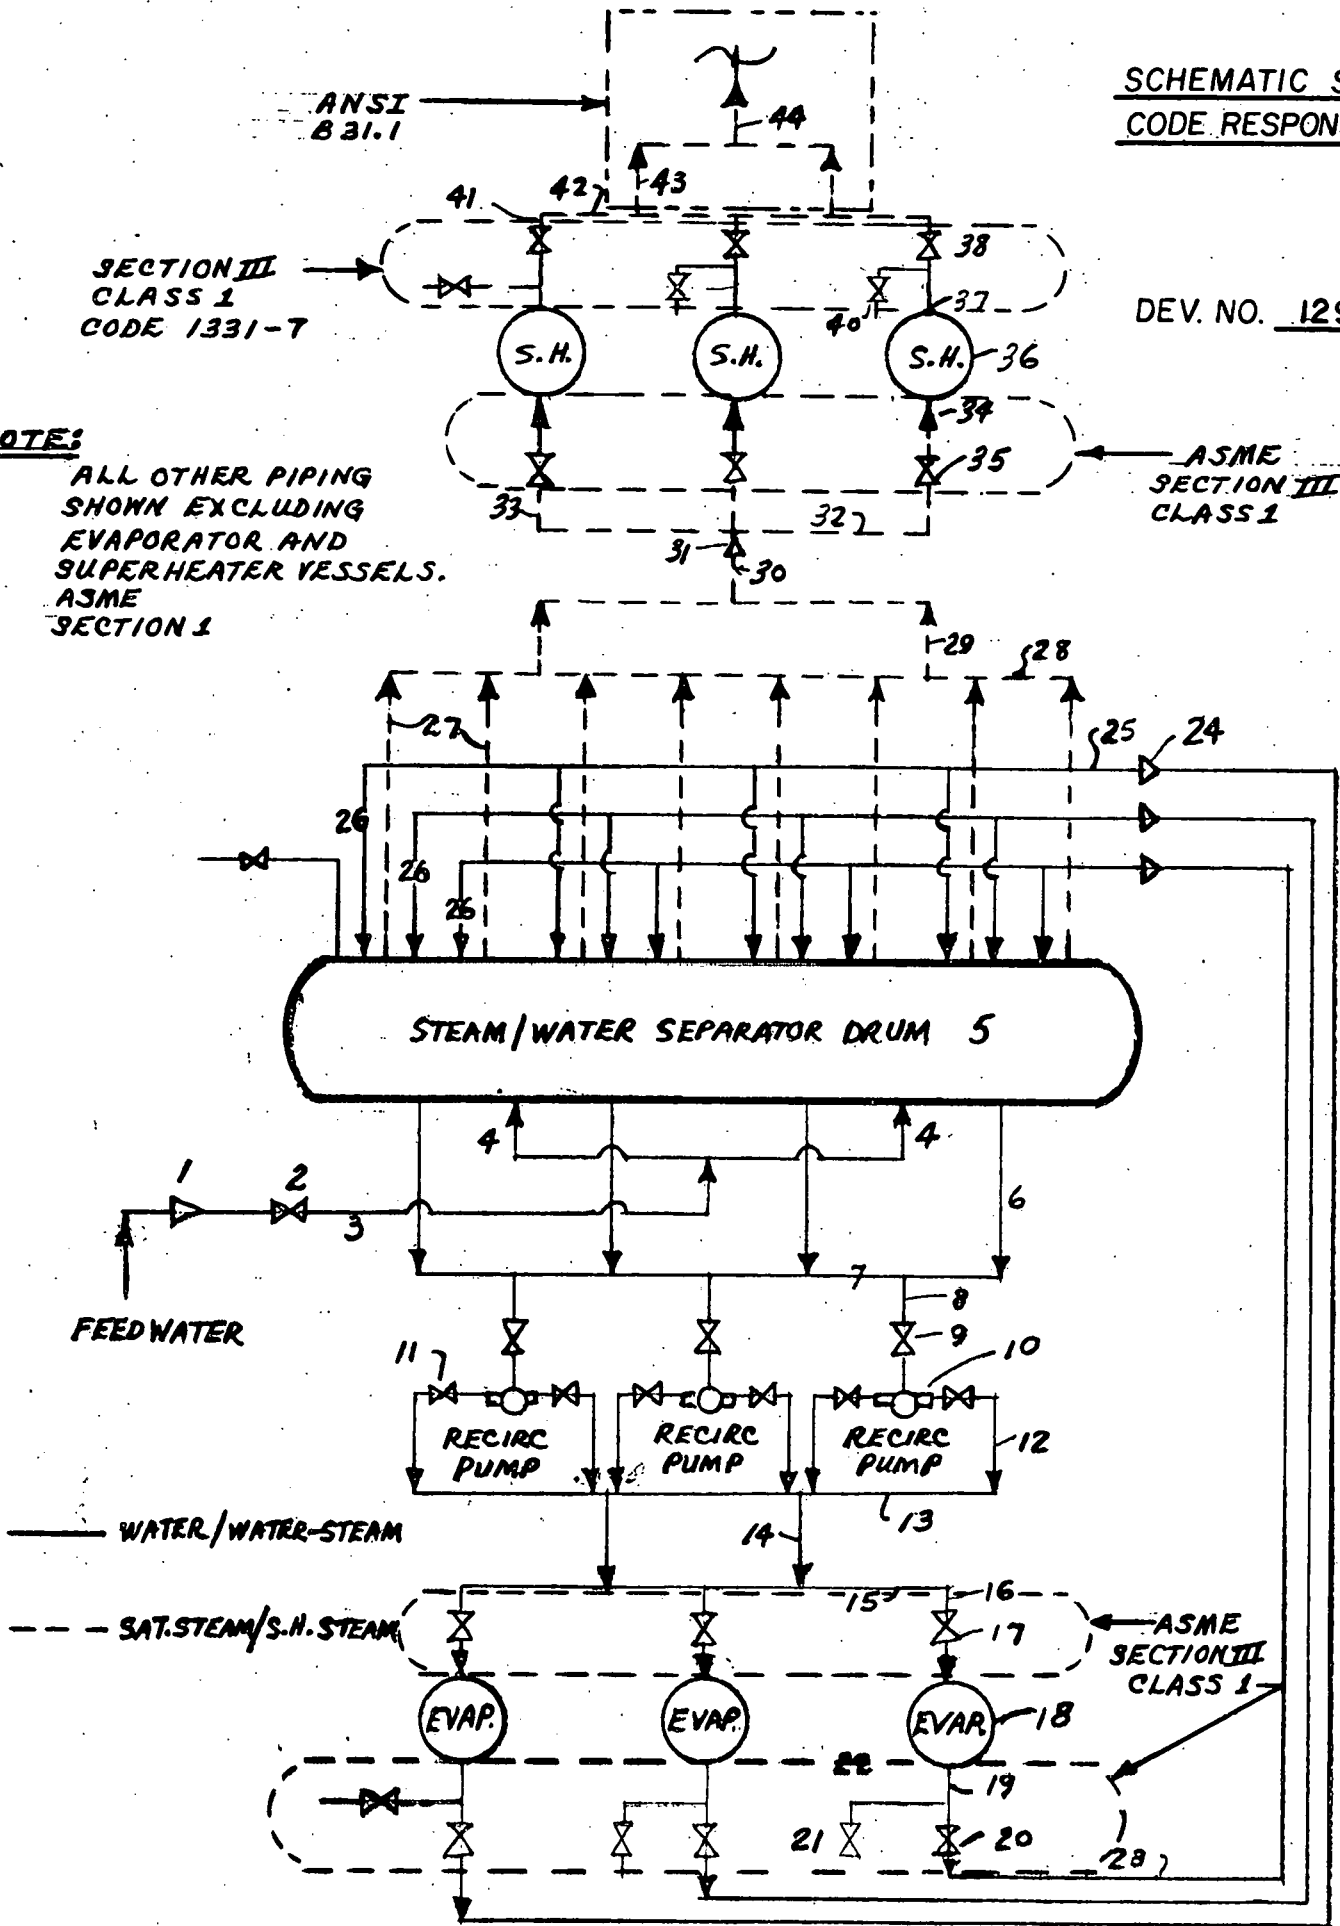 SCHEMATIC S
CODE RESPON
ANSI
B31.1
44
43
42
41
SECTION III
CLASS 1
CODE 1331-7
38
37
40
DEV. NO. 129
S.H.
S.H.
S.H.
36
34
35
ASME
SECTION III
CLASS 1
OTE:
ALL OTHER PIPING
SHOWN EXCLUDING
EVAPORATOR AND
SUPERHEATER VESSELS.
ASME
SECTION 1
33
32
31
30
29
28
27
25
24
26
26
26
STEAM/WATER SEPARATOR DRUM 5
4
4
1
2
3
6
FEEDWATER
7
8
9
10
11
RECIRC
PUMP
RECIRC
PUMP
RECIRC
PUMP
12
13
14
WATER/WATER-STEAM
SAT.STEAM/S.H.STEAM
15
16
17
ASME
SECTION III
CLASS 1
EVAP.
EVAP.
EVAP.
18
22
19
21
20